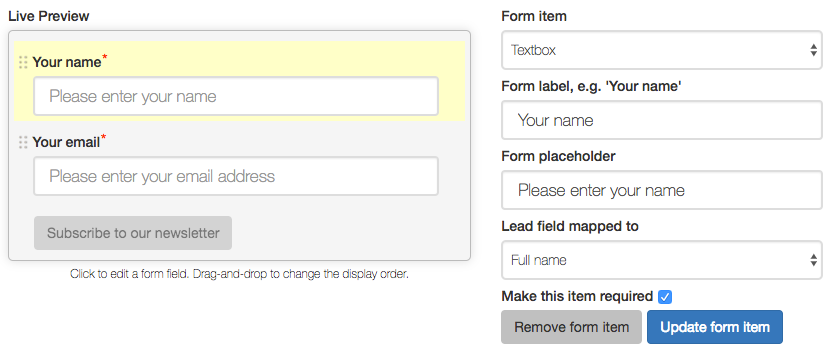 Live Preview
Your name*
Please enter your name
Your email*
Please enter your email address
Subscribe to our newsletter
Click to edit a form field. Drag-and-drop to change the display order.
Form item
Textbox
Form label, e.g. 'Your name'
Your name
Form placeholder
Please enter your name
Lead field mapped to
Full name
Make this item required
Remove form item
Update form item